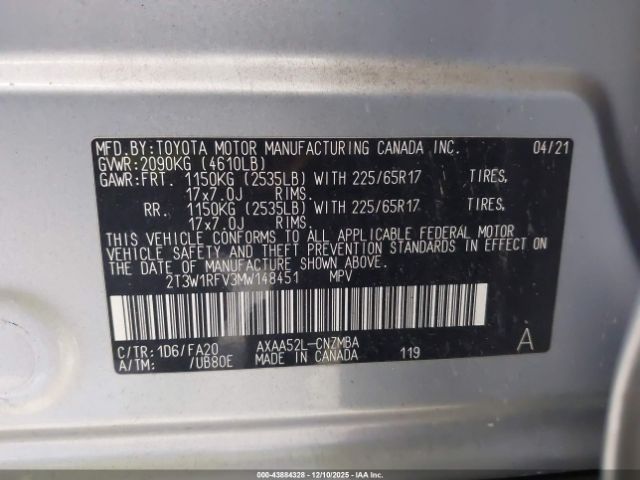 MFD.BY:TOYOTA MOTOR MANUFACTURING CANADA INC. 04/21
GVWR:2090KG (4610LB)
GAWR:FRT. 1150KG (2535LB) WITH 225/65R17 TIRES,
17x7.0J RIMS.
RR. 1150KG (2535LB) WITH 225/65R17 TIRES,
17x7.0J RIMS.
THIS VEHICLE CONFORMS TO ALL APPLICABLE FEDERAL MOTOR
VEHICLE SAFETY AND THEFT PREVENTION STANDARDS IN EFFECT ON
THE DATE OF MANUFACTURE SHOWN ABOVE.
2T3W1RFV3MW148451 MPV
C/TR:1D6/FA20 AXAA52L-CNZMBA A
A/TM: /UB80E MADE IN CANADA 119
000-43884328 - 12/10/2025 - IAAI.com